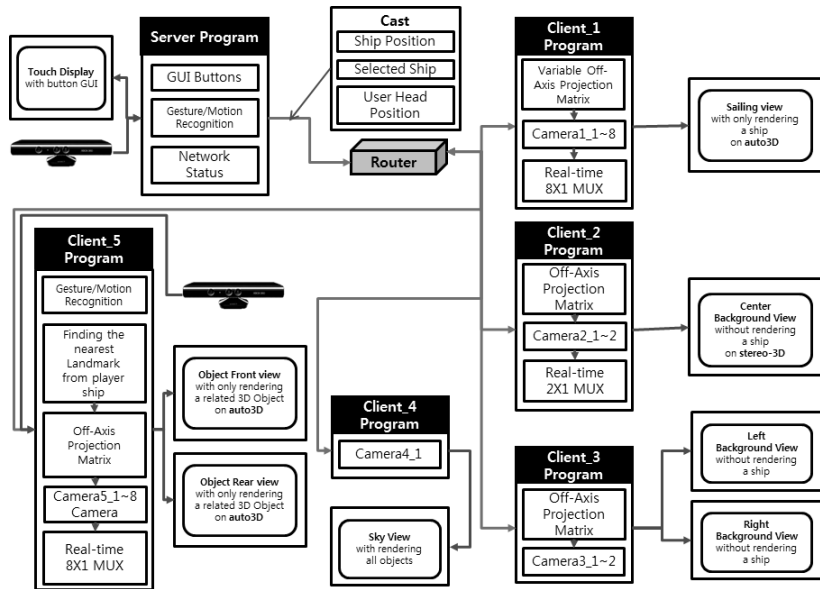 Server Program
GUI Buttons
Gesture/Motion
Recognition
Network
Status
Touch Display
with button GUI
Cast
Ship Position
Selected Ship
User Head
Position
Router
Client_1
Program
Variable Off-
Axis Projection
Matrix
Camera1_1~8
Real-time
8X1 MUX
Sailing view
with only rendering
a ship
on auto3D
Client_2
Program
Off-Axis
Projection
Matrix
Camera2_1~2
Real-time
2X1 MUX
Center
Background View
without rendering
a ship
on stereo-3D
Client_5
Program
Gesture/Motion
Recognition
Finding the
nearest
Landmark
from player
ship
Off-Axis
Projection
Matrix
Camera5_1~8
Camera
Real-time
8X1 MUX
Object Front view
with only rendering
a related 3D Object
on auto3D
Object Rear view
with only rendering
a related 3D Object
on auto3D
Client_4
Program
Camera4_1
Sky View
with rendering
all objects
Client_3
Program
Off-Axis
Projection
Matrix
Camera3_1~2
Left
Background View
without rendering
a ship
Right
Background View
without rendering
a ship